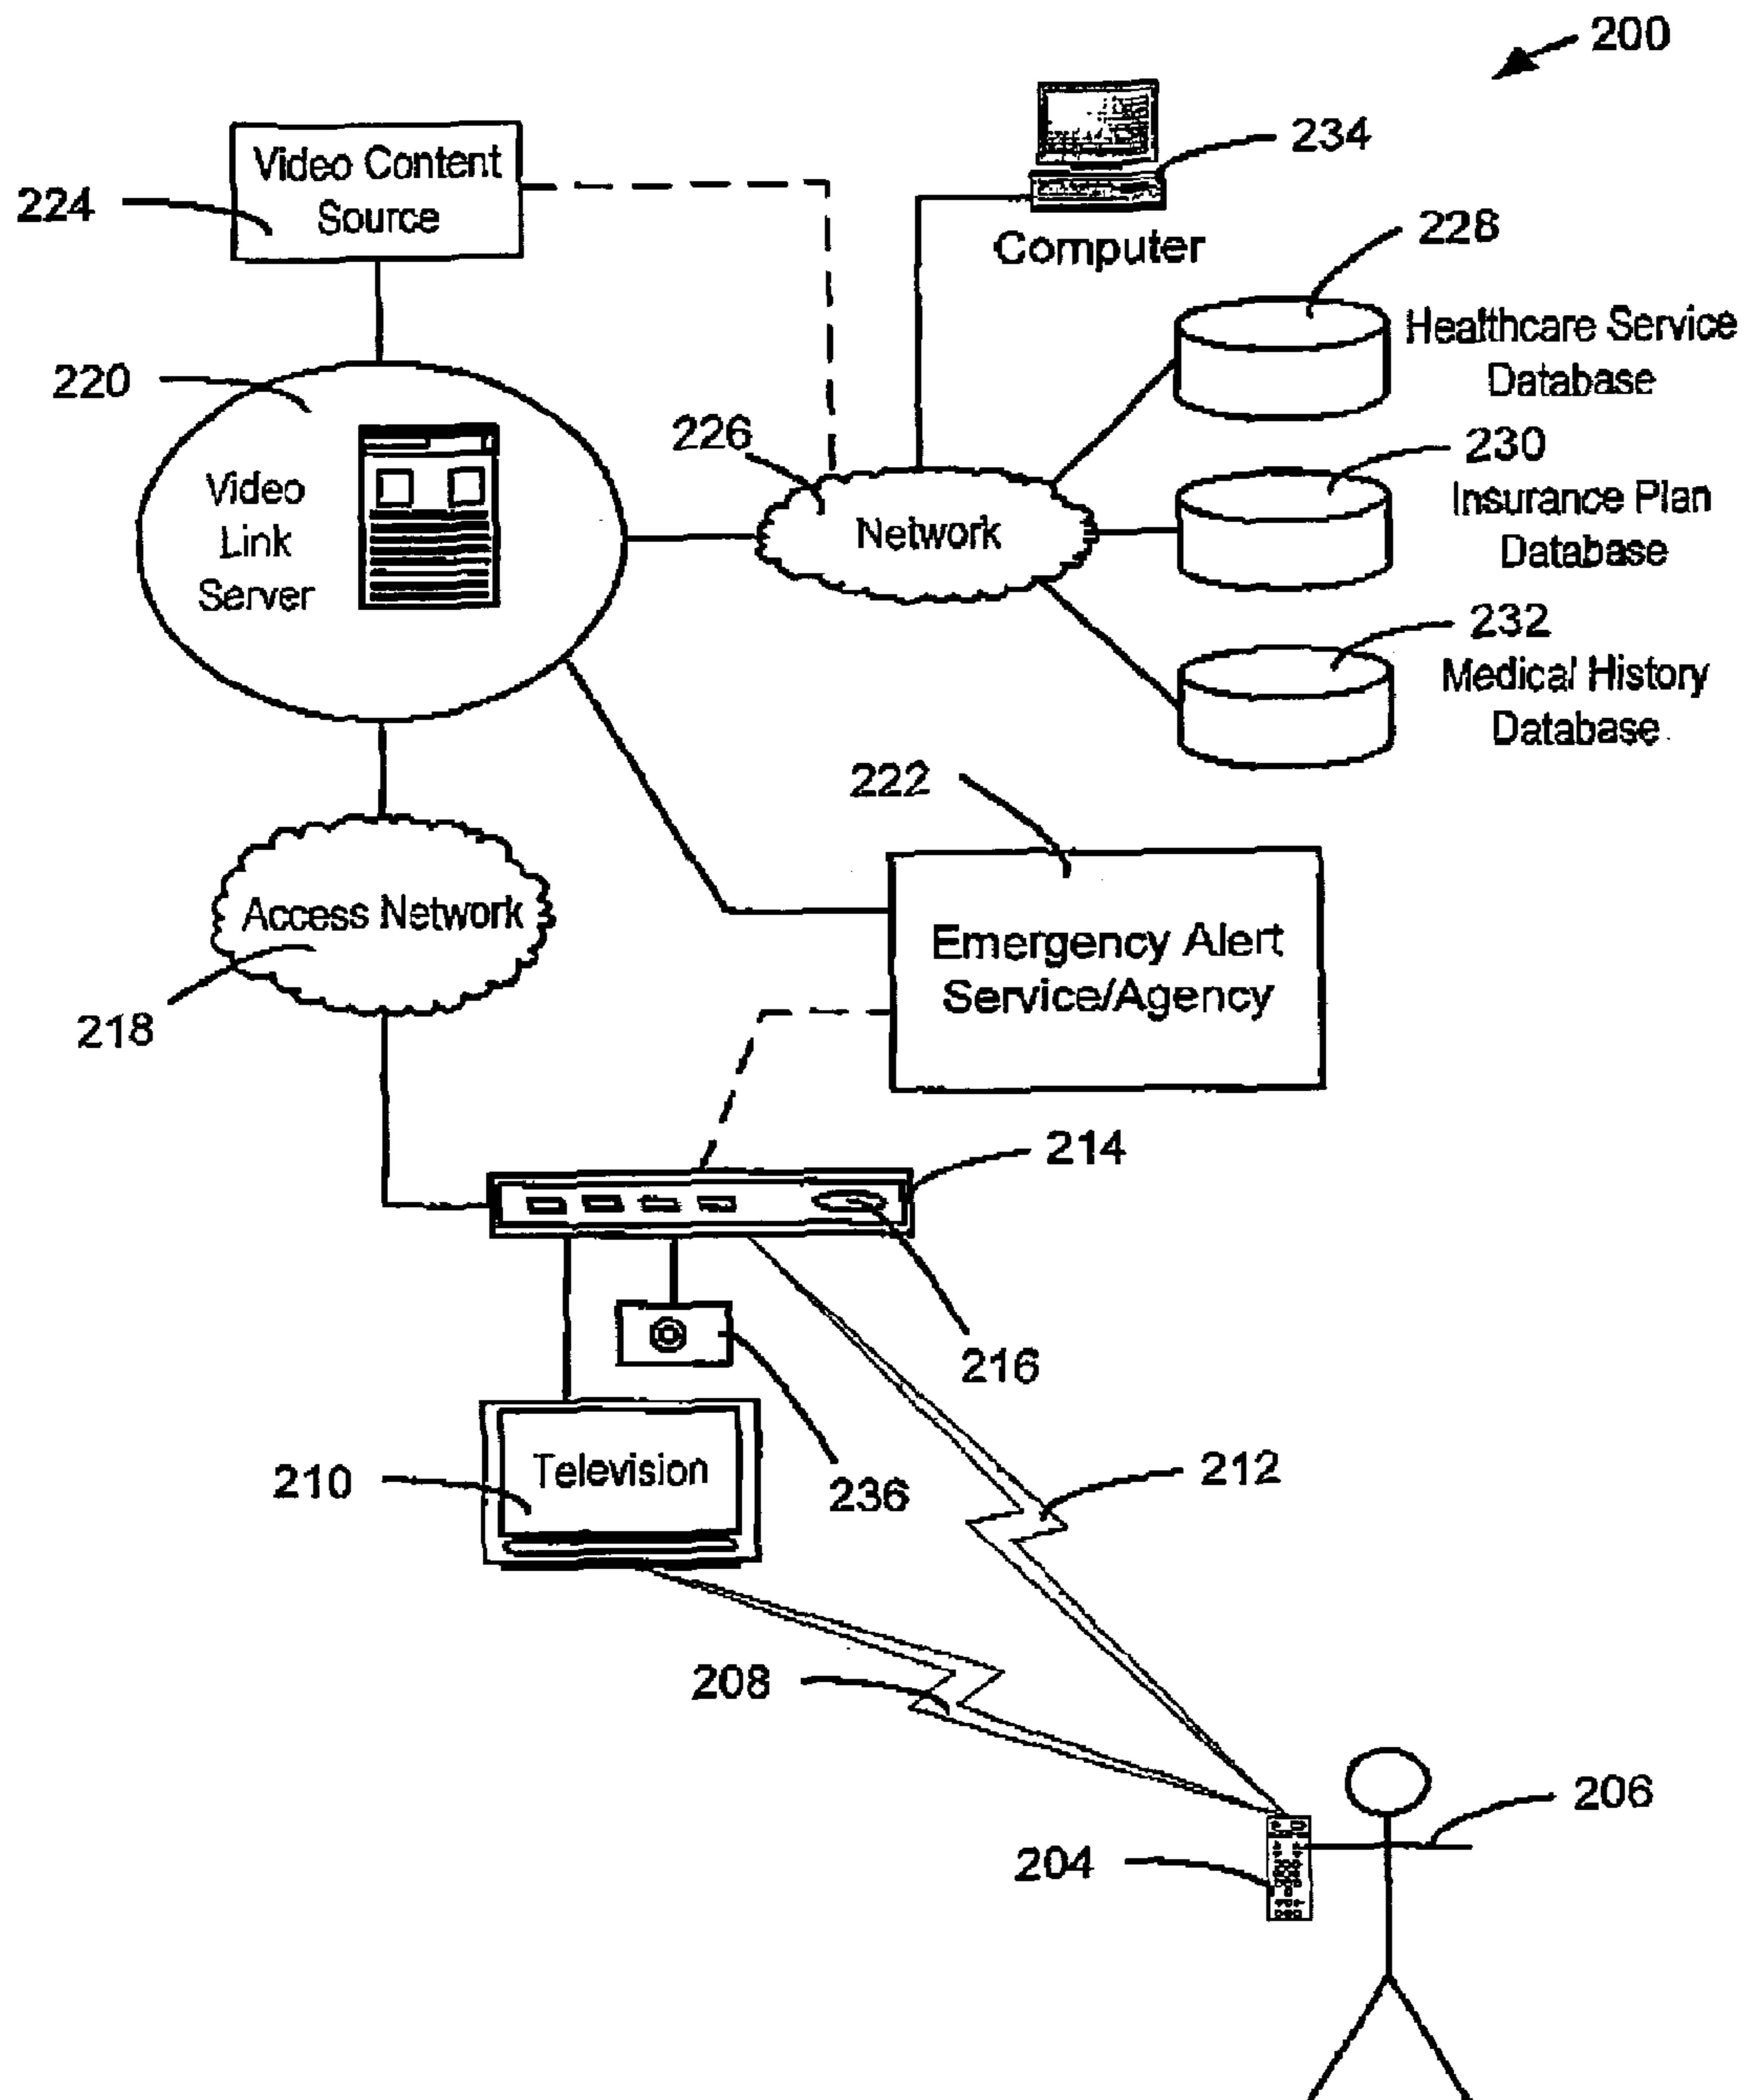 200
234
Video Content
Source
224
Computer
228
Healthcare Service
Database
220
226
230
Insurance Plan
Database
Video
Link
Server
Network
232
Medical History
Database
222
Access Network
Emergency Alert
Service/Agency
218
214
216
Television
210
236
212
208
206
204